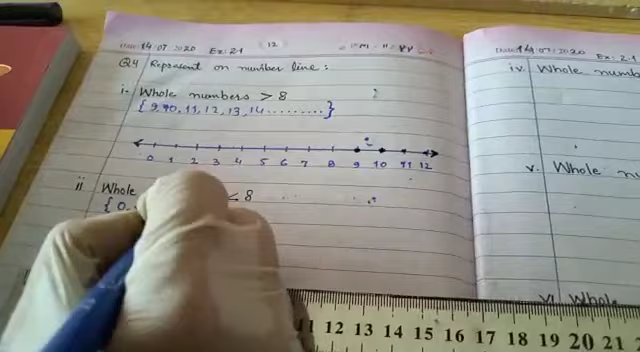 14/07/2020 Ex: 2.1 (12)
Q4 Represent on number line:
i. Whole numbers > 8
{ 9, 10, 11, 12, 13, 14 ......... }
0 1 2 3 4 5 6 7 8 9 10 11 12
ii Whole < 8
{ 0,
14/07/2020 Ex: 2.1
iv. Whole numb
v. Whole n
vi Whole
11 12 13 14 15 16 17 18 19 20 21